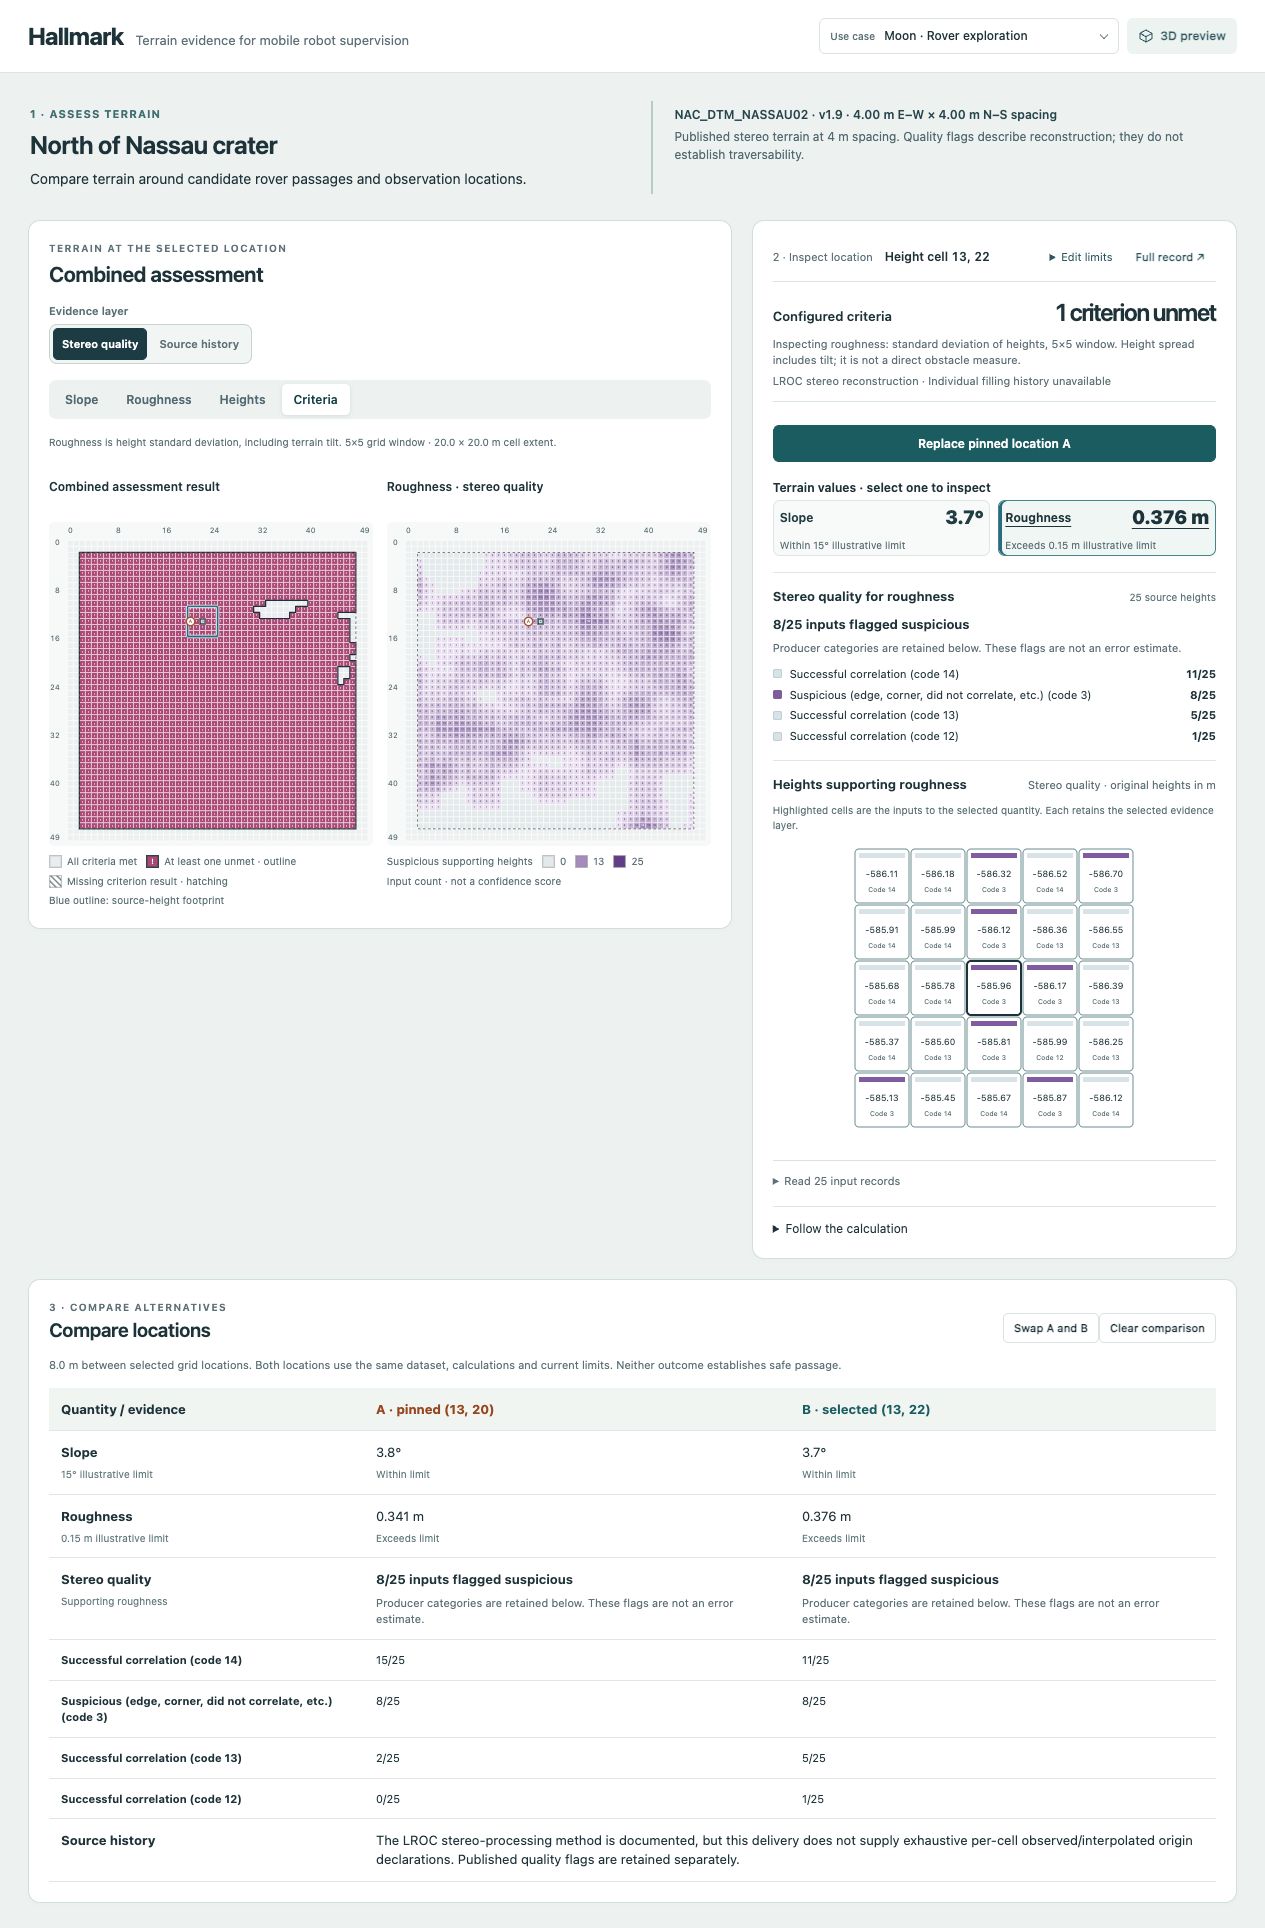 Hallmark
Terrain evidence for mobile robot supervision
Use case Moon · Rover exploration
3D preview
1 · ASSESS TERRAIN
North of Nassau crater
Compare terrain around candidate rover passages and observation locations.
NAC_DTM_NASSAU02 · v1.9 · 4.00 m E–W × 4.00 m N–S spacing
Published stereo terrain at 4 m spacing. Quality flags describe reconstruction; they do not
establish traversability.
TERRAIN AT THE SELECTED LOCATION
Combined assessment
Evidence layer
Stereo quality Source history
Slope Roughness Heights Criteria
Roughness is height standard deviation, including terrain tilt. 5×5 grid window · 20.0 × 20.0 m cell extent.
Combined assessment result
0 8 16 24 32 40 49
0
8
16
24
32
40
49
A B
All criteria met ! At least one unmet · outline
Missing criterion result · hatching
Blue outline: source-height footprint
Roughness · stereo quality
0 8 16 24 32 40 49
0
8
16
24
32
40
49
A B
Suspicious supporting heights 0 13 25
Input count · not a confidence score
2 · Inspect location Height cell 13, 22
Edit limits
Full record ↗
Configured criteria
1 criterion unmet
Inspecting roughness: standard deviation of heights, 5×5 window. Height spread
includes tilt; it is not a direct obstacle measure.
LROC stereo reconstruction · Individual filling history unavailable
Replace pinned location A
Terrain values · select one to inspect
Slope 3.7°
Within 15° illustrative limit
Roughness 0.376 m
Exceeds 0.15 m illustrative limit
Stereo quality for roughness 25 source heights
8/25 inputs flagged suspicious
Producer categories are retained below. These flags are not an error estimate.
Successful correlation (code 14) 11/25
Suspicious (edge, corner, did not correlate, etc.) (code 3) 8/25
Successful correlation (code 13) 5/25
Successful correlation (code 12) 1/25
Heights supporting roughness Stereo quality · original heights in m
Highlighted cells are the inputs to the selected quantity. Each retains the selected evidence
layer.
-586.11 -586.18 -586.32 -586.52 -586.70
Code 14 Code 14 Code 3 Code 14 Code 3
-585.91 -585.99 -586.12 -586.36 -586.55
Code 14 Code 14 Code 3 Code 13 Code 13
-585.68 -585.78 -585.96 -586.17 -586.39
Code 14 Code 14 Code 3 Code 3 Code 13
-585.37 -585.60 -585.81 -585.99 -586.25
Code 14 Code 13 Code 3 Code 12 Code 13
-585.13 -585.45 -585.67 -585.87 -586.12
Code 3 Code 14 Code 14 Code 3 Code 14
Read 25 input records
Follow the calculation
3 · COMPARE ALTERNATIVES
Compare locations
Swap A and B
Clear comparison
8.0 m between selected grid locations. Both locations use the same dataset, calculations and current limits. Neither outcome establishes safe passage.
Quantity / evidence A · pinned (13, 20) B · selected (13, 22)
Slope 3.8° 3.7°
15° illustrative limit Within limit Within limit
Roughness 0.341 m 0.376 m
0.15 m illustrative limit Exceeds limit Exceeds limit
Stereo quality 8/25 inputs flagged suspicious 8/25 inputs flagged suspicious
Supporting roughness Producer categories are retained below. These flags are not an error Producer categories are retained below. These flags are not an error
estimate. estimate.
Successful correlation (code 14) 15/25 11/25
Suspicious (edge, corner, did not correlate, etc.) 8/25 8/25
(code 3)
Successful correlation (code 13) 2/25 5/25
Successful correlation (code 12) 0/25 1/25
Source history The LROC stereo-processing method is documented, but this delivery does not supply exhaustive per-cell observed/interpolated origin
declarations. Published quality flags are retained separately.